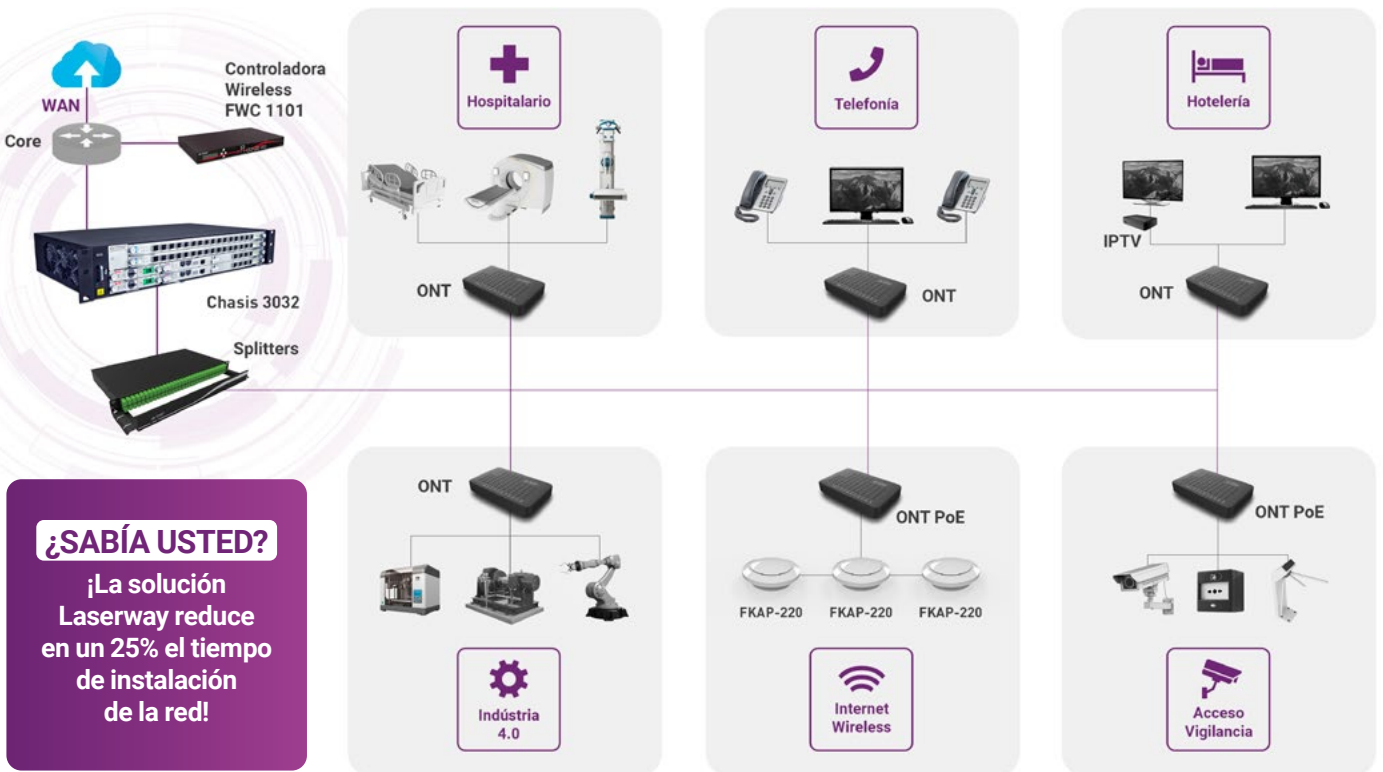 WAN
Core
Controladora
Wireless
FWC 1101
Chasis 3032
Splitters
¿SABÍA USTED?
¡La solución
Laserway reduce
en un 25% el tiempo
de instalación
de la red!
Hospitalario
ONT
Telefonía
ONT
Hotelería
IPTV
ONT
ONT
Indústria
4.0
ONT PoE
FKAP-220
FKAP-220
FKAP-220
Internet
Wireless
ONT PoE
Acceso
Vigilancia